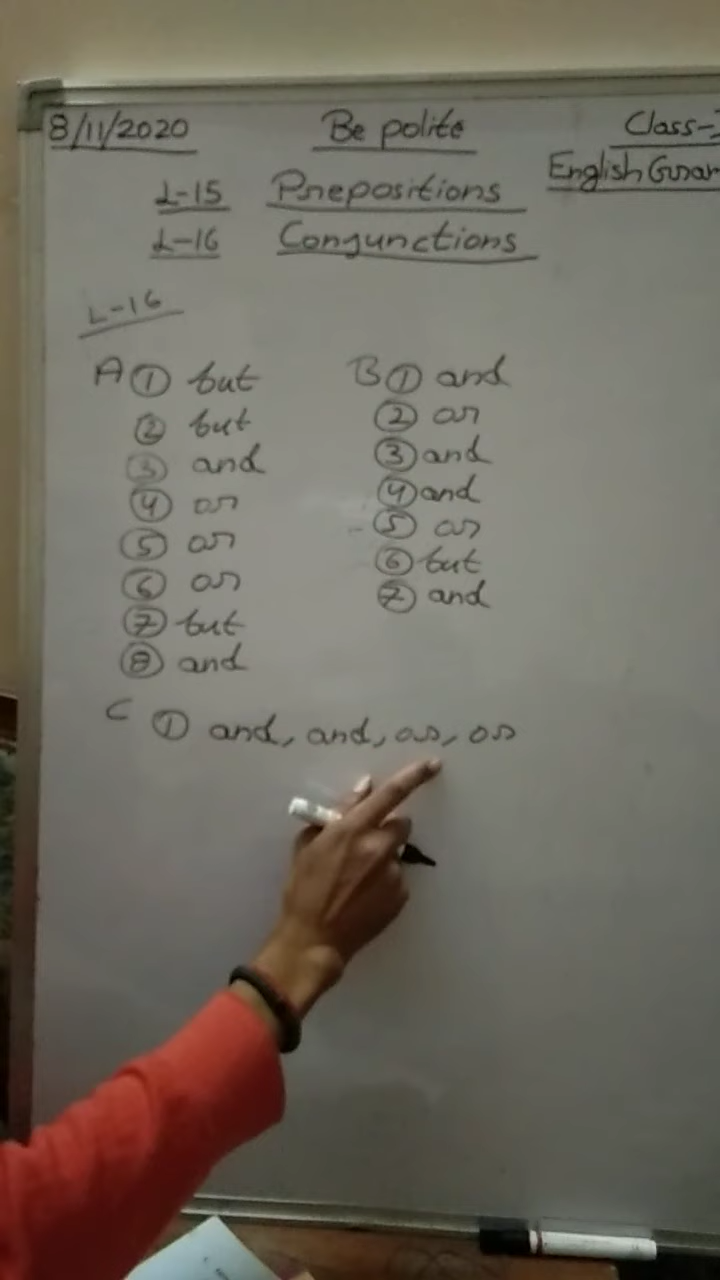 8/11/2020 Be polite Class-
English Grar
L-15 Prepositions
L-16 Conjunctions
L-16
A ① but
② but
③ and
④ or
⑤ or
⑥ or
⑦ but
⑧ and
B ① and
② or
③ and
④ and
⑤ or
⑥ but
⑦ and
C ① and, and, or, or